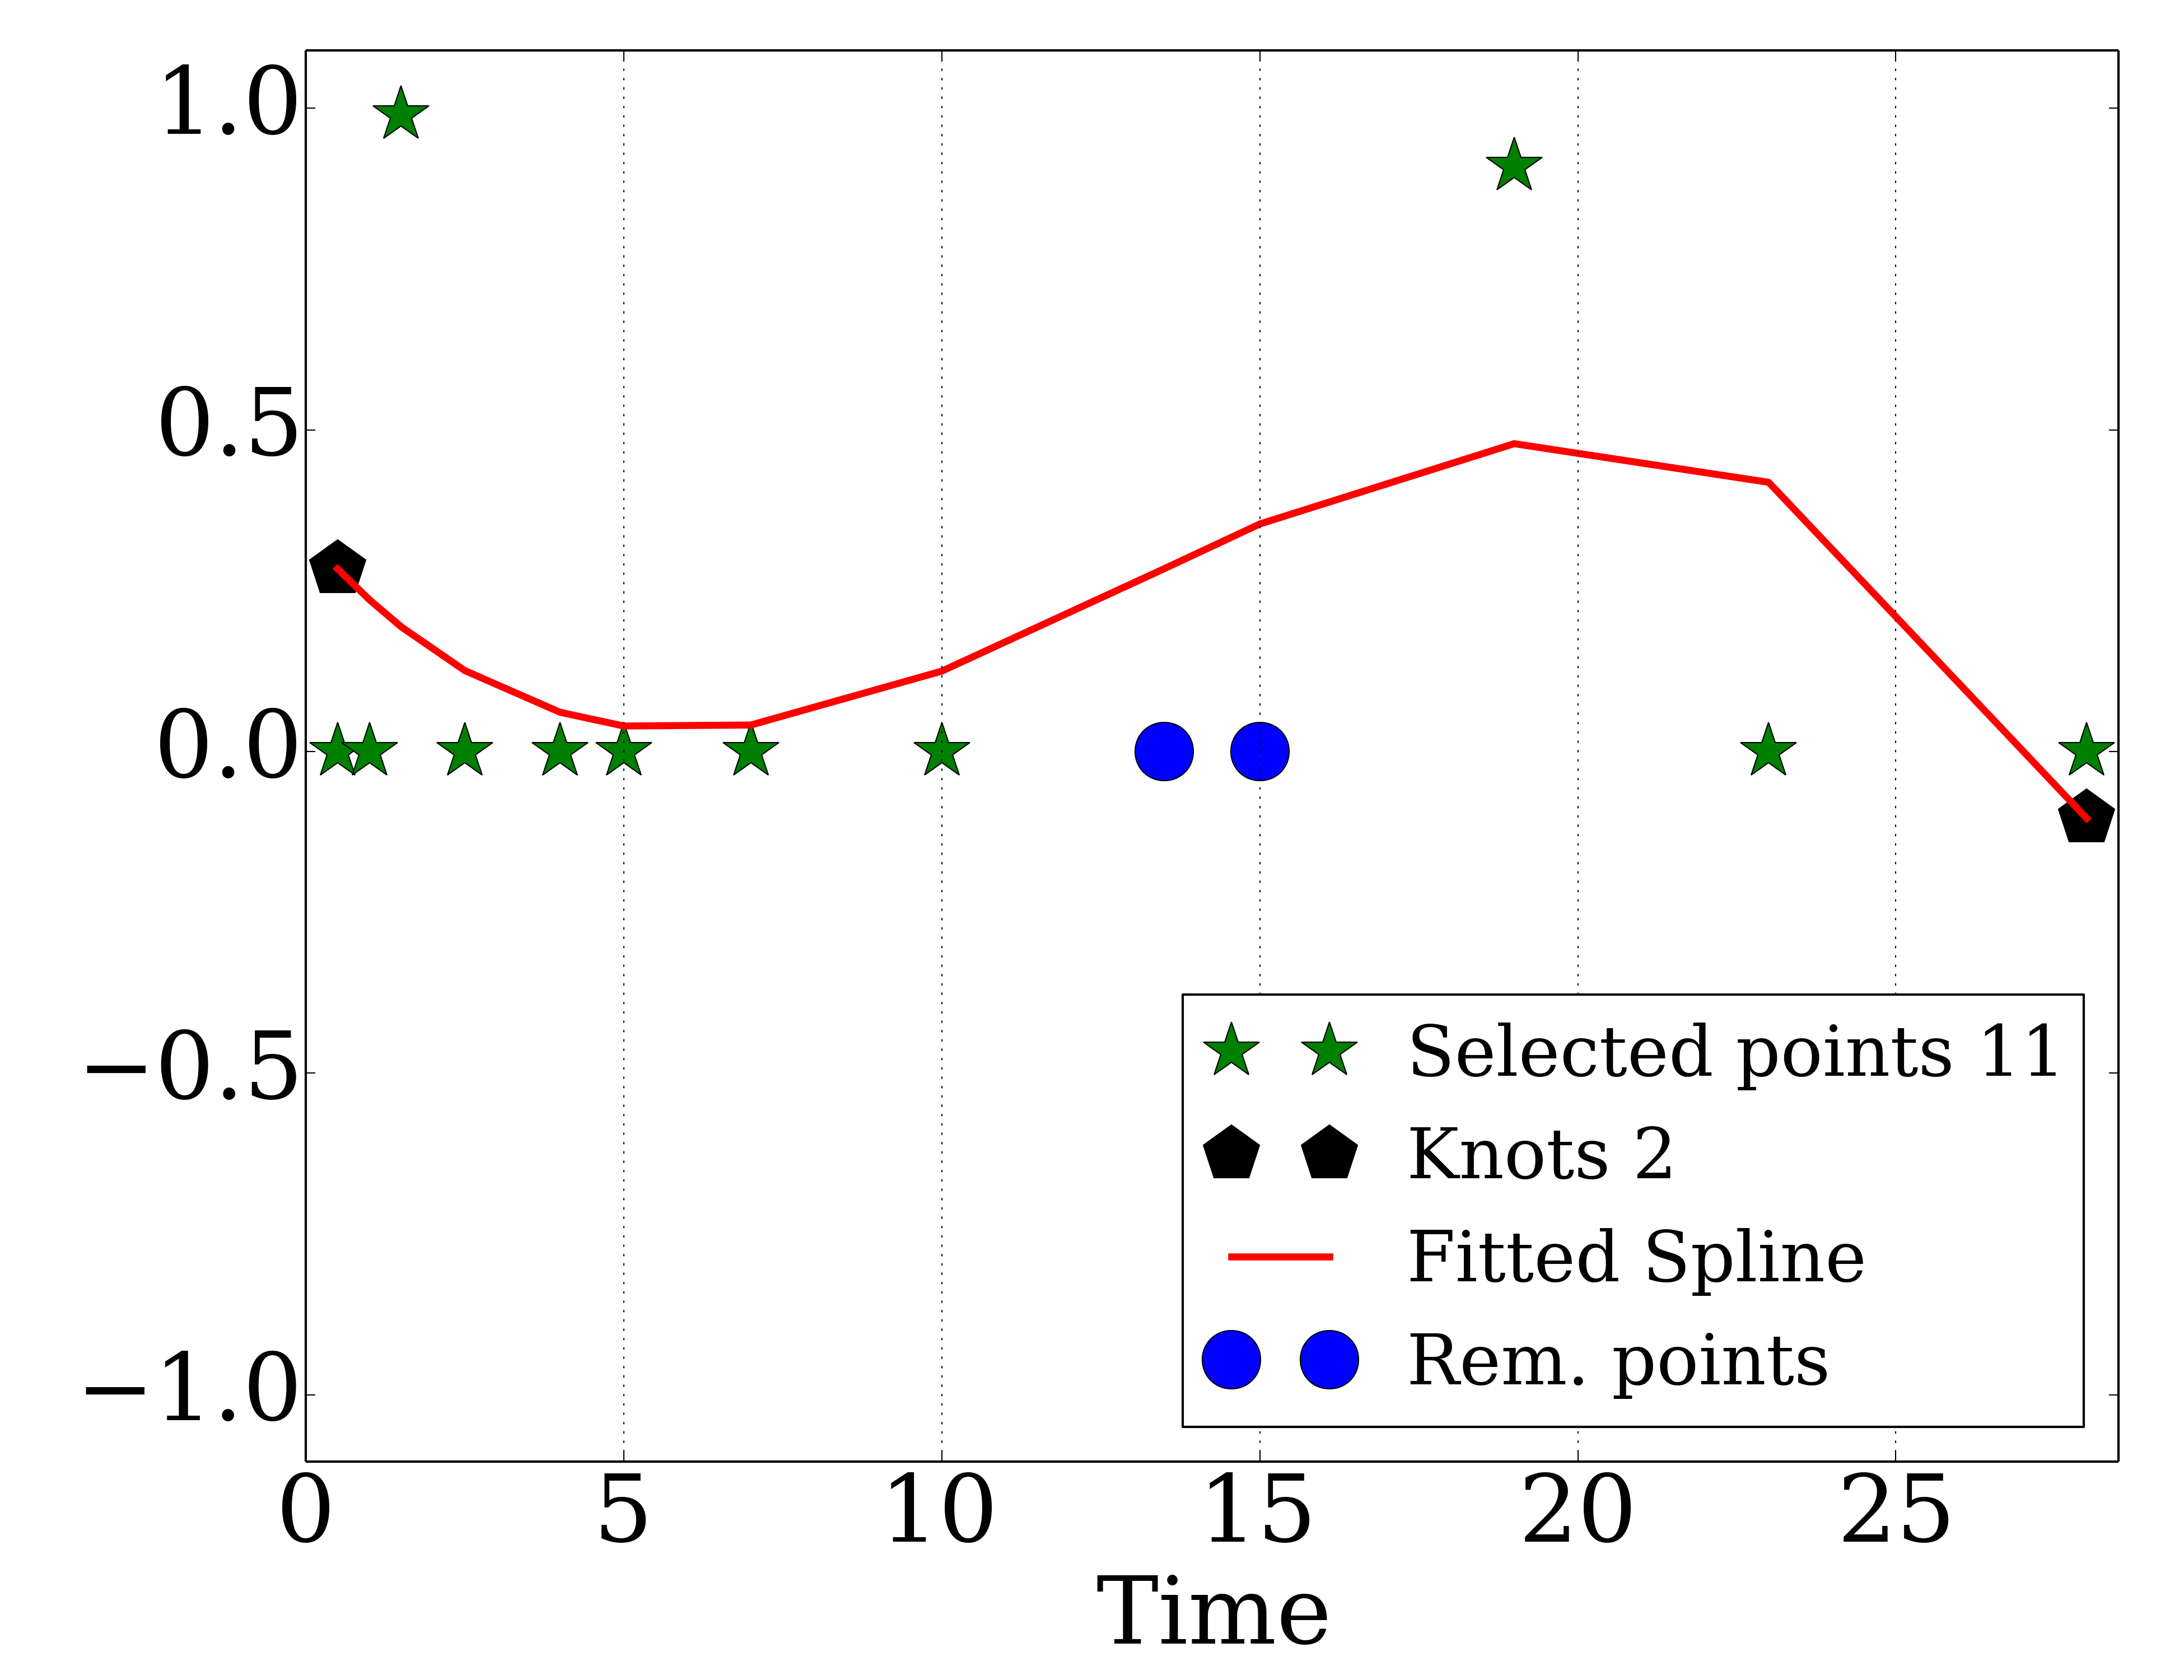 1.0
0.5
0.0
−0.5
−1.0
Selected points 11
Knots 2
Fitted Spline
Rem. points
0 5 10 15 20 25
Time